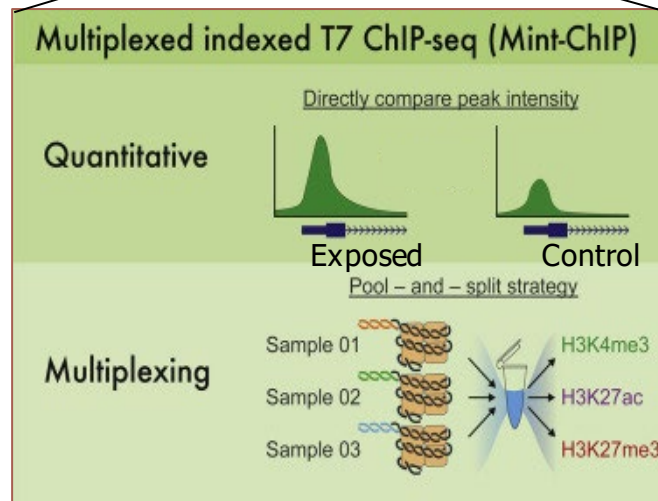 Multiplexed indexed T7 ChIP-seq (Mint-ChIP)
Directly compare peak intensity
Quantitative
Exposed Control
Pool – and – split strategy
Sample 01 H3K4me3
Multiplexing
Sample 02 H3K27ac
Sample 03 H3K27me3